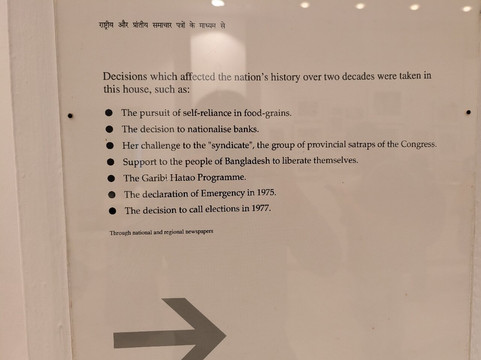 राष्ट्रीय और प्रांतीय समाचार पत्रों के माध्यम से
Decisions which affected the nation's history over two decades were taken in
this house, such as:
● The pursuit of self-reliance in food-grains.
● The decision to nationalise banks.
● Her challenge to the "syndicate", the group of provincial satraps of the Congress.
● Support to the people of Bangladesh to liberate themselves.
● The Garibi Hatao Programme.
● The declaration of Emergency in 1975.
● The decision to call elections in 1977.
Through national and regional newspapers